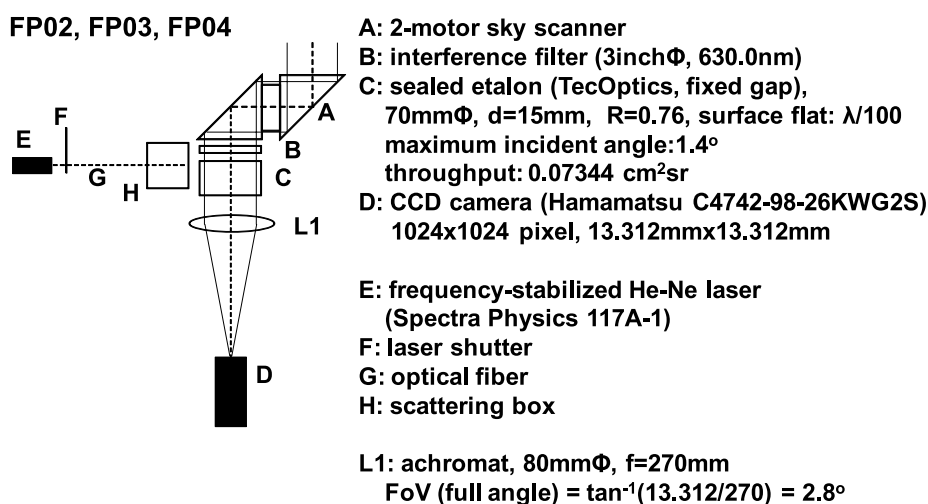 FP02, FP03, FP04
A: 2-motor sky scanner
B: interference filter (3inchΦ, 630.0nm)
C: sealed etalon (TecOptics, fixed gap),
70mmΦ, d=15mm, R=0.76, surface flat: λ/100
maximum incident angle:1.4º
throughput: 0.07344 cm²sr
D: CCD camera (Hamamatsu C4742-98-26KWG2S)
1024x1024 pixel, 13.312mmx13.312mm
E: frequency-stabilized He-Ne laser
(Spectra Physics 117A-1)
F: laser shutter
G: optical fiber
H: scattering box
L1: achromat, 80mmΦ, f=270mm
FoV (full angle) = tan⁻¹(13.312/270) = 2.8º
A
F
E
B
G
H
C
L1
D